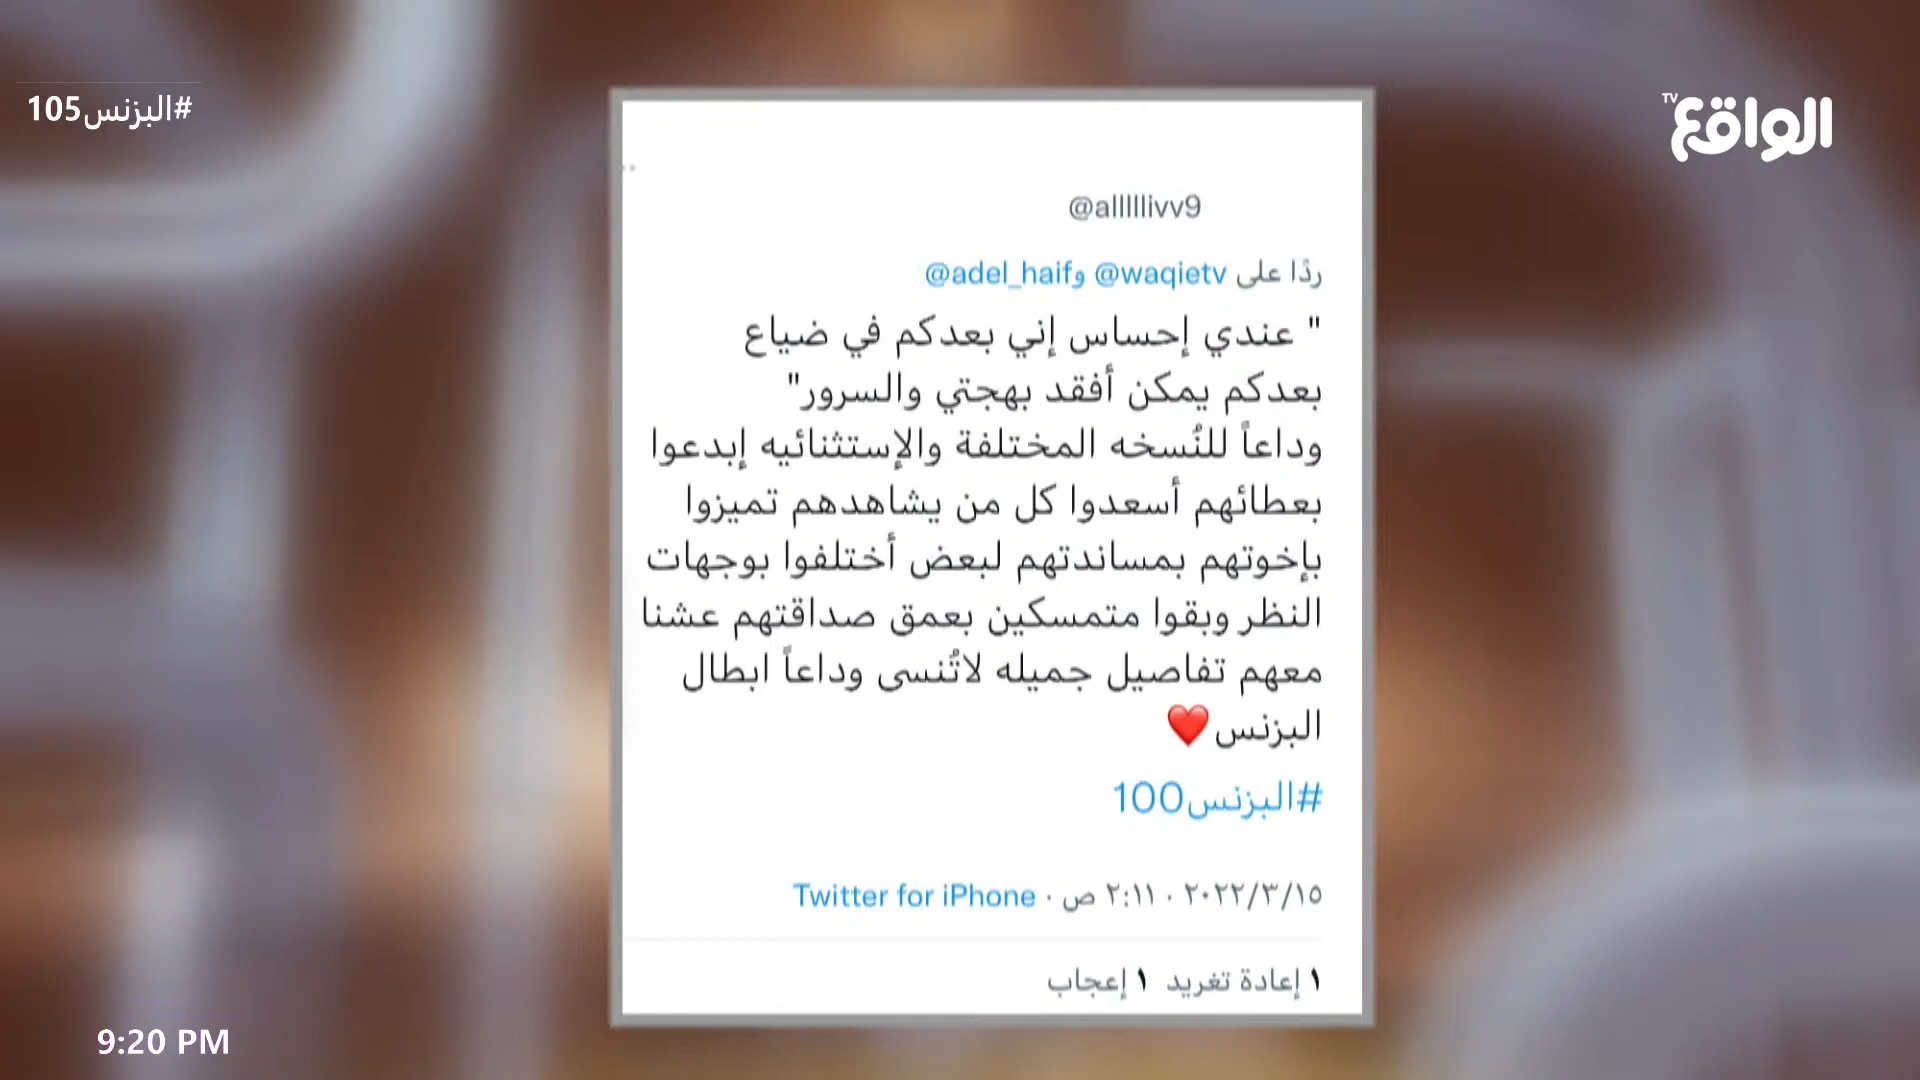 #البزنس105
الواقع TV
@alllllivv9
ردًا على @waqietv و@adel_haif
" عندي إحساس إني بعدكم في ضياع
بعدكم يمكن أفقد بهجتي والسرور"
وداعاً للنُسخه المختلفة والإستثنائيه إبدعوا
بعطائهم أسعدوا كل من يشاهدهم تميزوا
بإخوتهم بمساندتهم لبعض أختلفوا بوجهات
النظر وبقوا متمسكين بعمق صداقتهم عشنا
معهم تفاصيل جميله لاتُنسى وداعاً ابطال
البزنس❤️
#البزنس100
٢٠٢٢/٣/١٥ · ٢:١١ ص · Twitter for iPhone
١ إعادة تغريد ١ إعجاب
9:20 PM